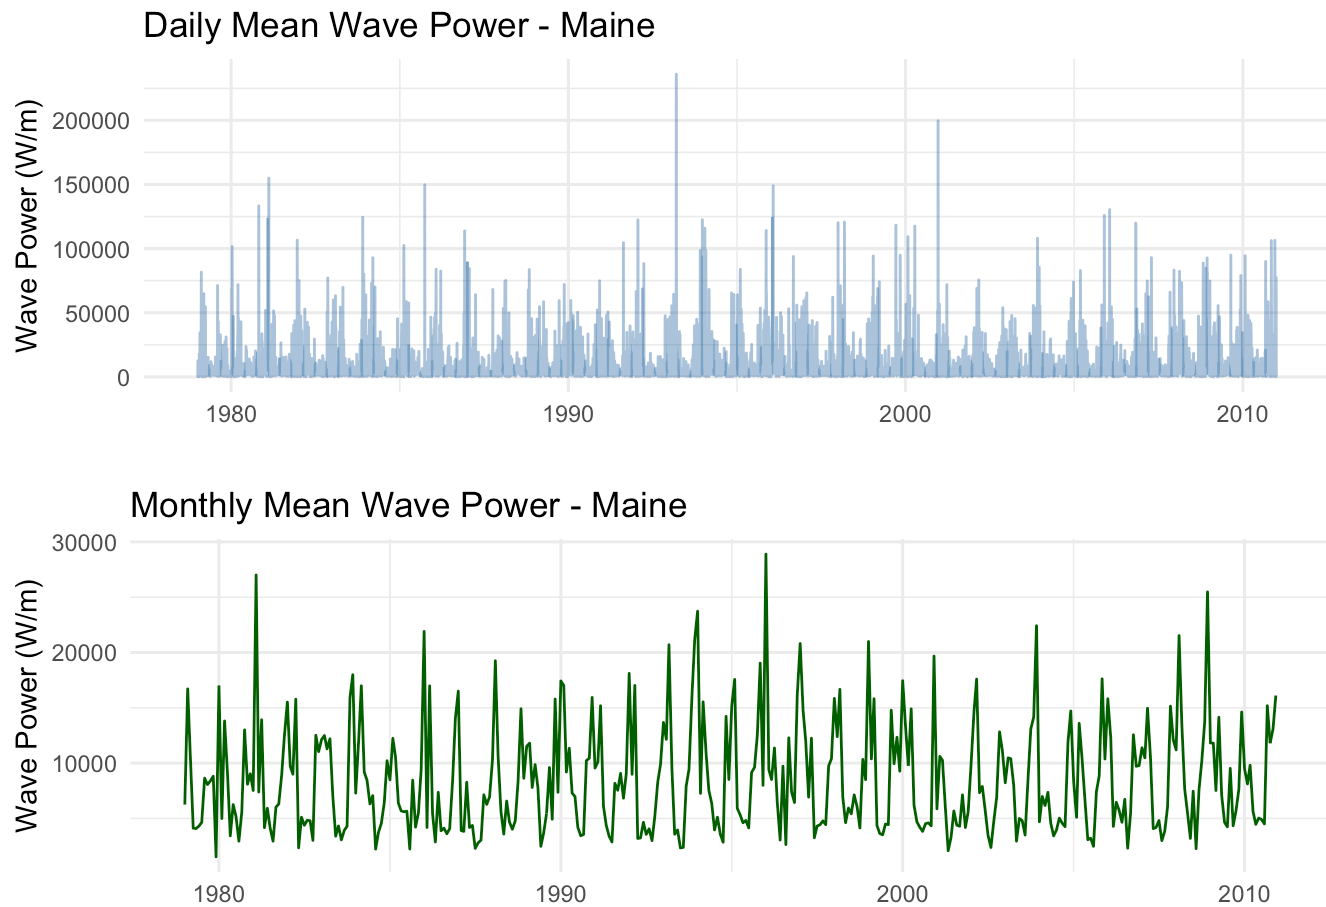 Daily Mean Wave Power - Maine
Wave Power (W/m)
200000
150000
100000
50000
0
1980 1990 2000 2010
Monthly Mean Wave Power - Maine
Wave Power (W/m)
30000
20000
10000
1980 1990 2000 2010